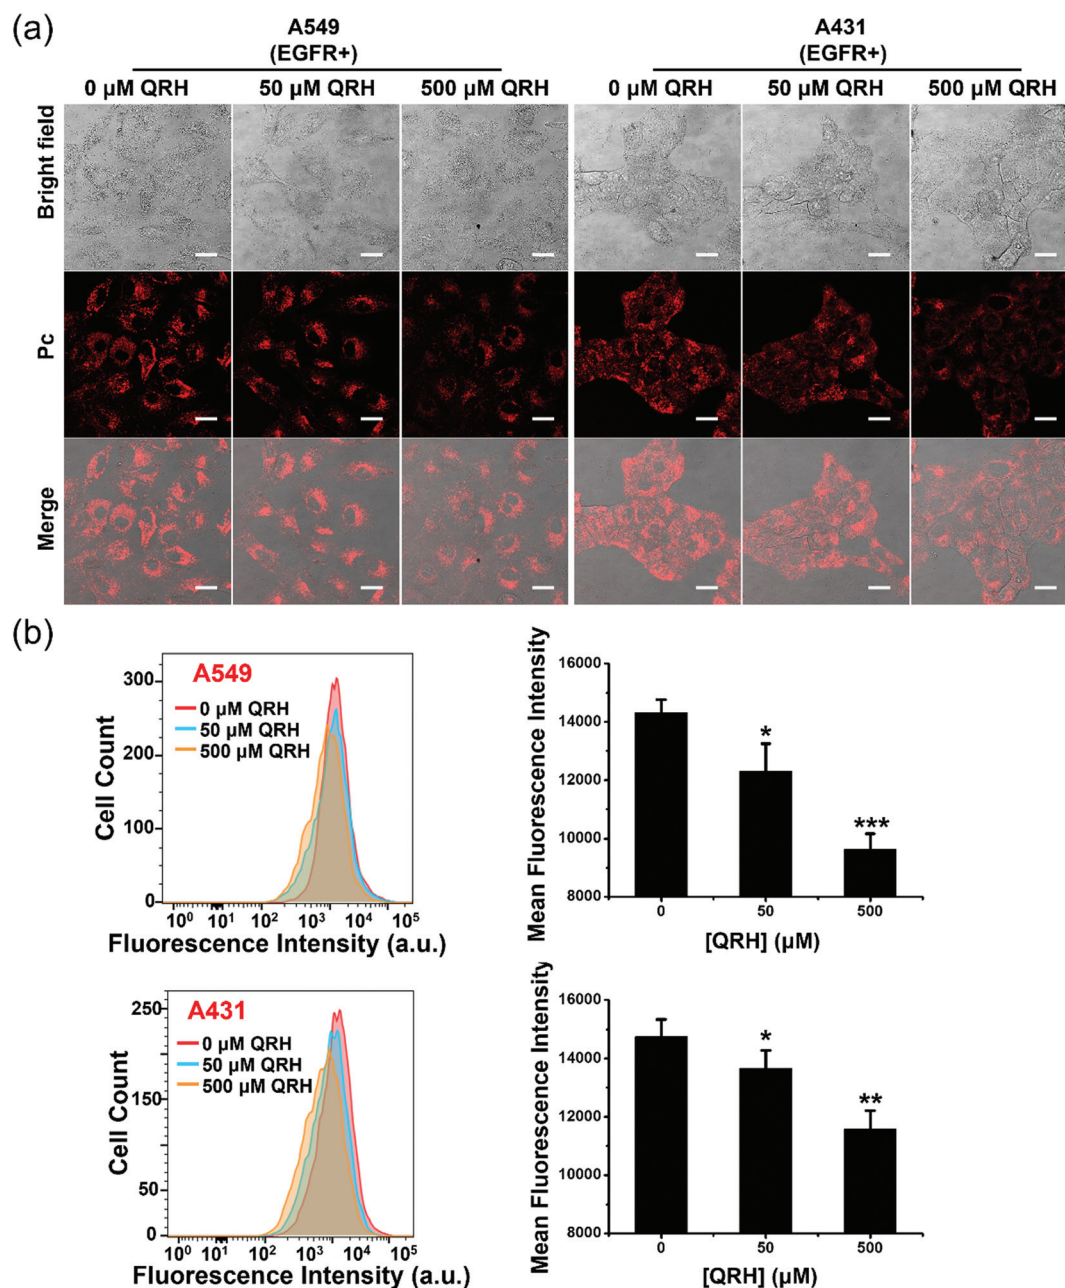 (a)
A549
(EGFR+)
A431
(EGFR+)
0 µM QRH 50 µM QRH 500 µM QRH 0 µM QRH 50 µM QRH 500 µM QRH
Bright field
Pc
Merge
(b)
A549
0 µM QRH
50 µM QRH
500 µM QRH
Cell Count
300
200
100
0
10⁰ 10¹ 10² 10³ 10⁴ 10⁵
Fluorescence Intensity (a.u.)
Mean Fluorescence Intensity
16000
14000
12000
10000
8000
*
***
0 50 500
[QRH] (µM)
A431
0 µM QRH
50 µM QRH
500 µM QRH
Cell Count
250
150
50
0
10⁰ 10¹ 10² 10³ 10⁴ 10⁵
Fluorescence Intensity (a.u.)
Mean Fluorescence Intensity
16000
14000
12000
10000
8000
*
**
0 50 500
[QRH] (µM)